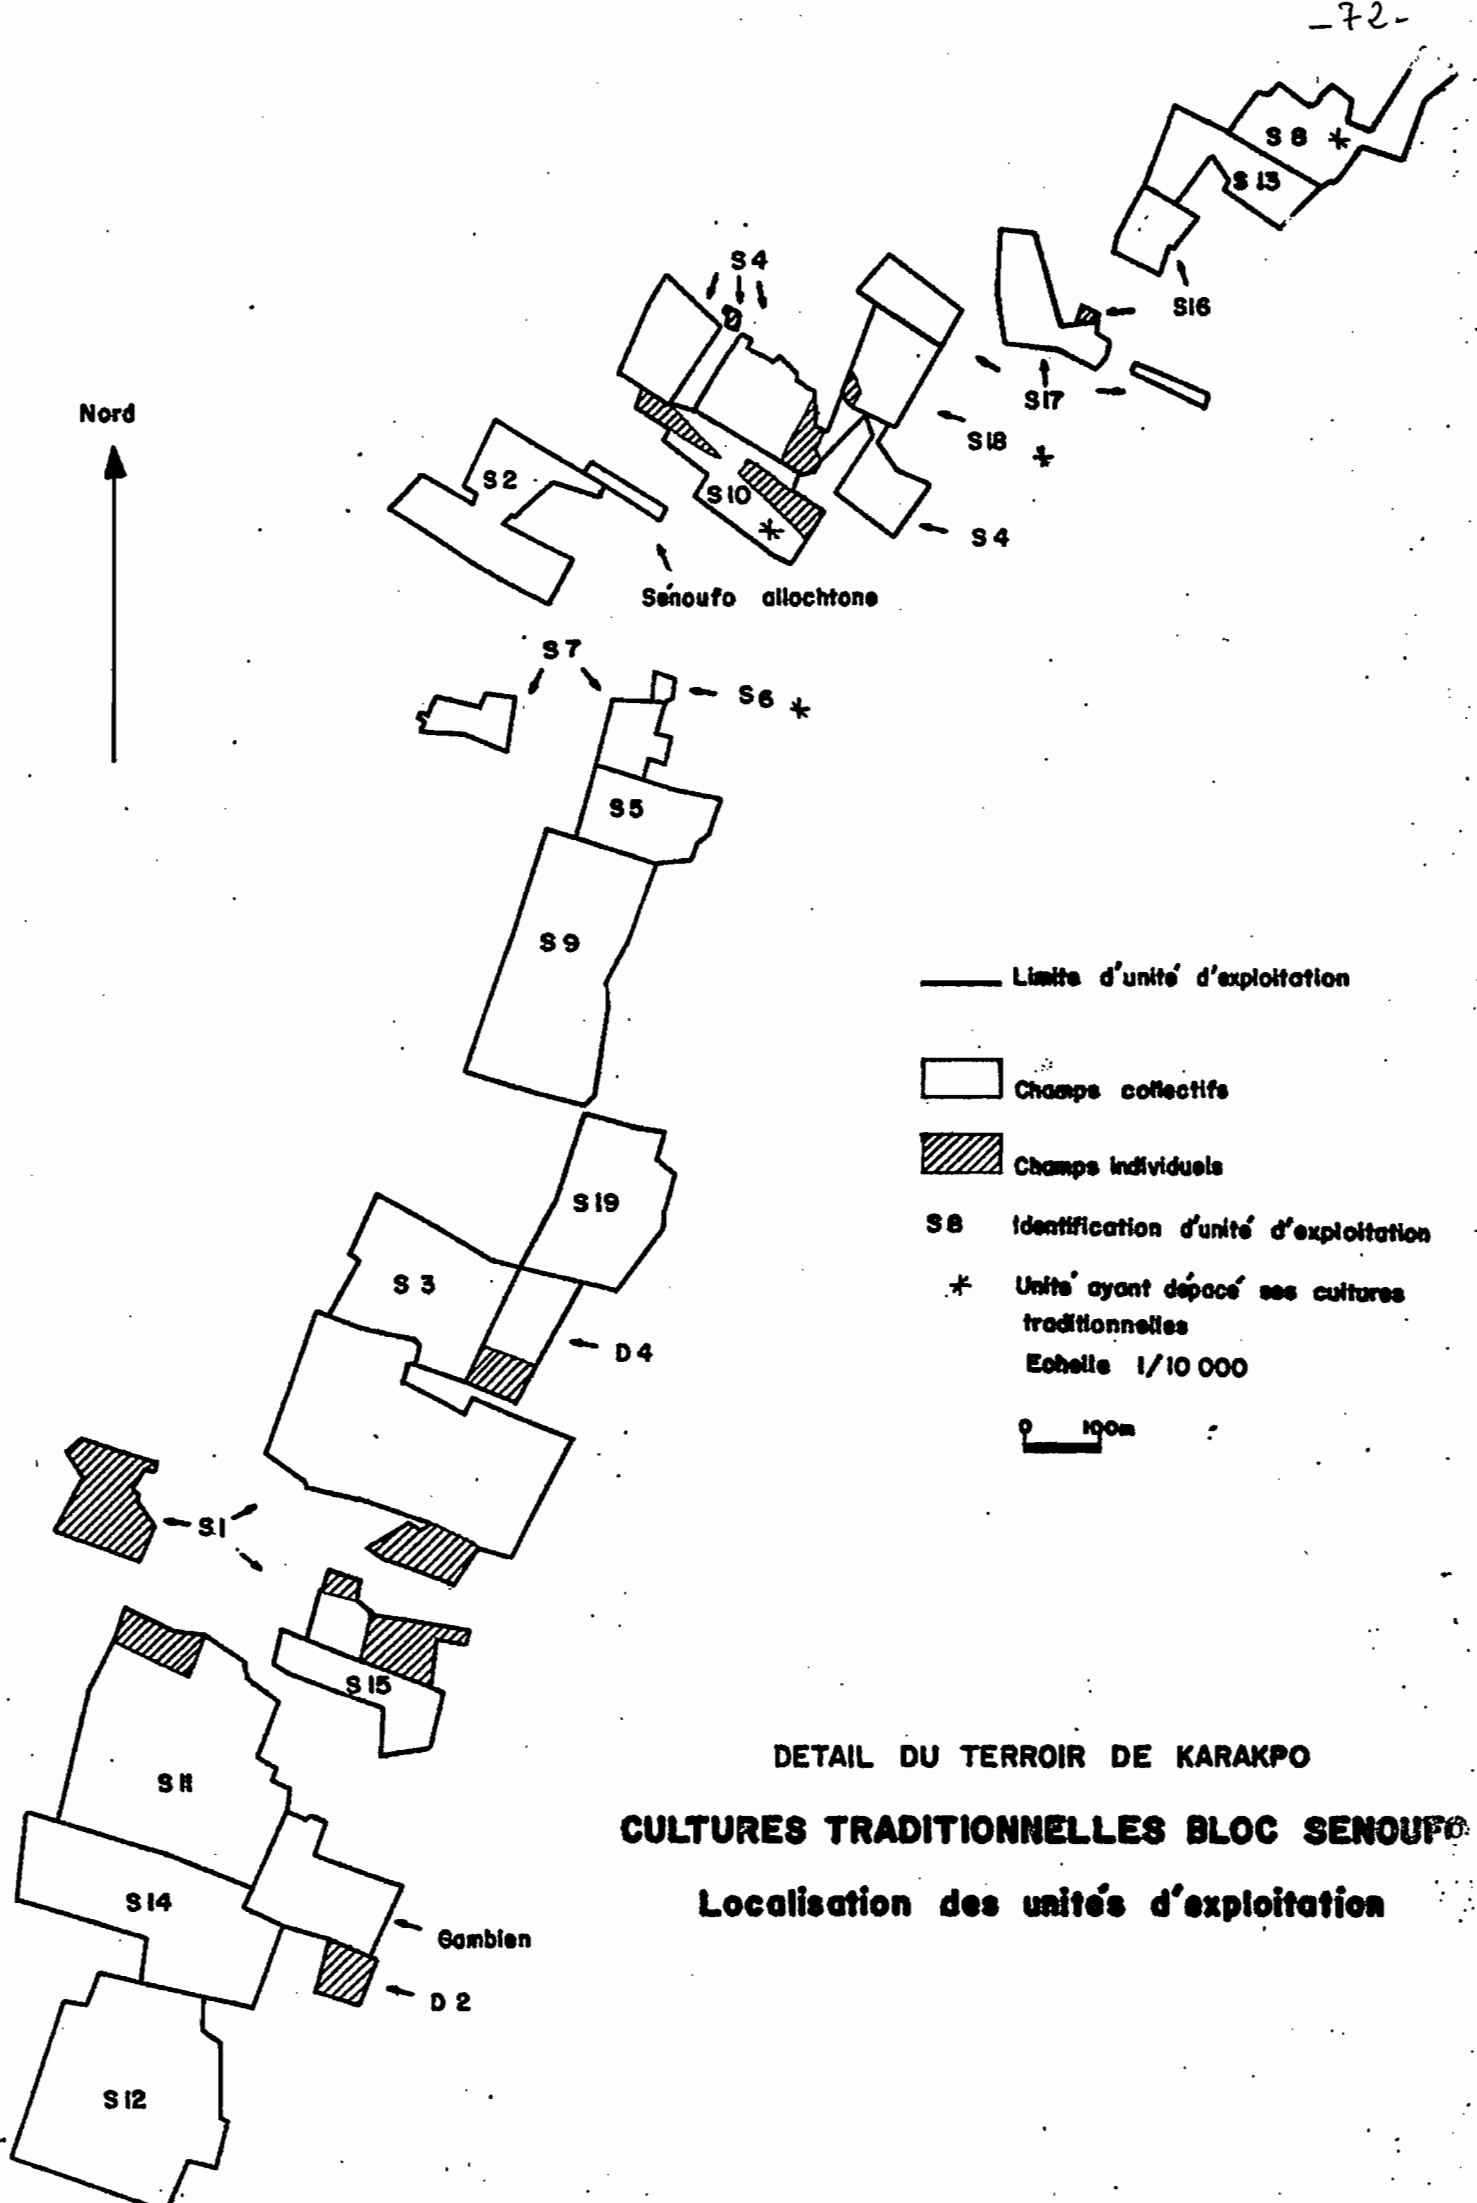 -72-
S8 *
S13
S4
S16
Nord
S17
S18 *
S2
S10
*
S4
Sénoufo allochtone
S7
S6 *
S5
S9
Limite d'unité d'exploitation
Champs collectifs
Champs individuels
S8 Identification d'unité d'exploitation
* Unité ayant dépacé ses cultures
traditionnelles
Echelle 1/10 000
0 100m
S19
S3
D4
S1
S15
S11
DETAIL DU TERROIR DE KARAKPO
CULTURES TRADITIONNELLES BLOC SENOUFO
Localisation des unités d'exploitation
S14
Gambien
D2
S12